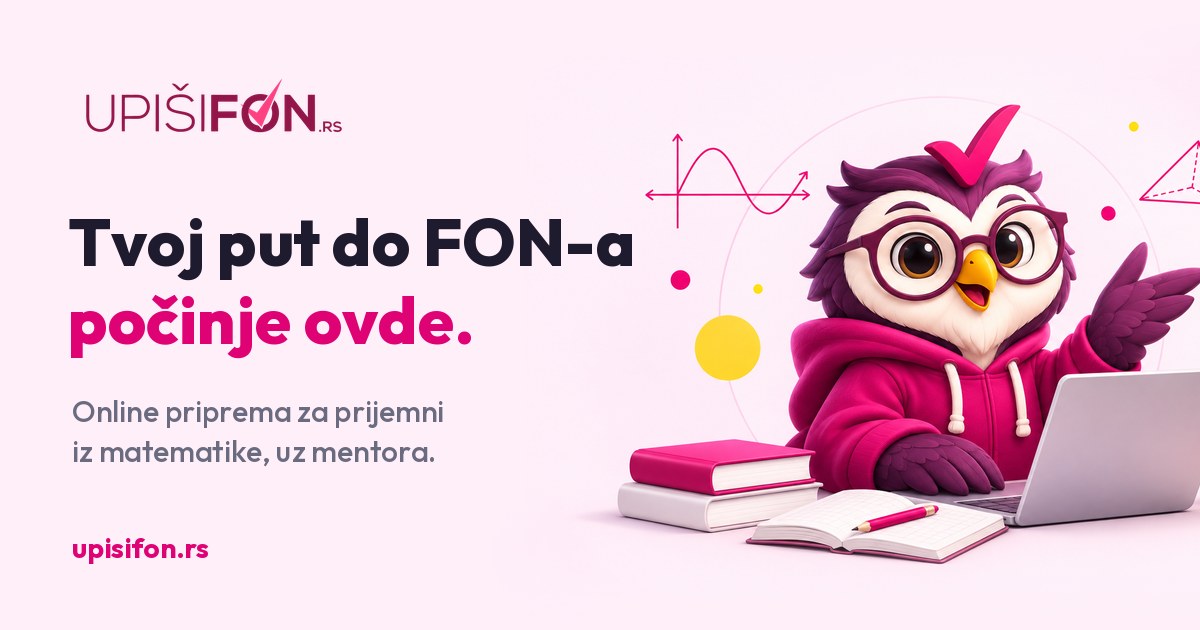 UPIŠIFON.RS
Tvoj put do FON-a
počinje ovde.
Online priprema za prijemni
iz matematike, uz mentora.
upisifon.rs